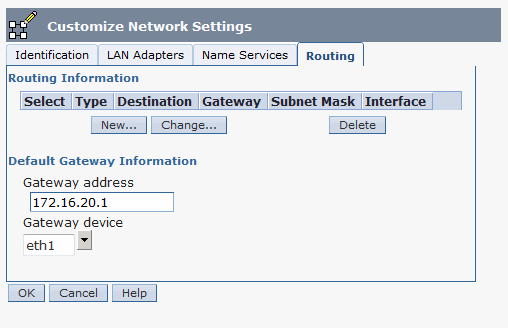 Customize Network Settings
Identification LAN Adapters Name Services Routing
Routing Information
Select Type Destination Gateway Subnet Mask Interface
New... Change... Delete
Default Gateway Information
Gateway address
172.16.20.1
Gateway device
eth1
OK Cancel Help